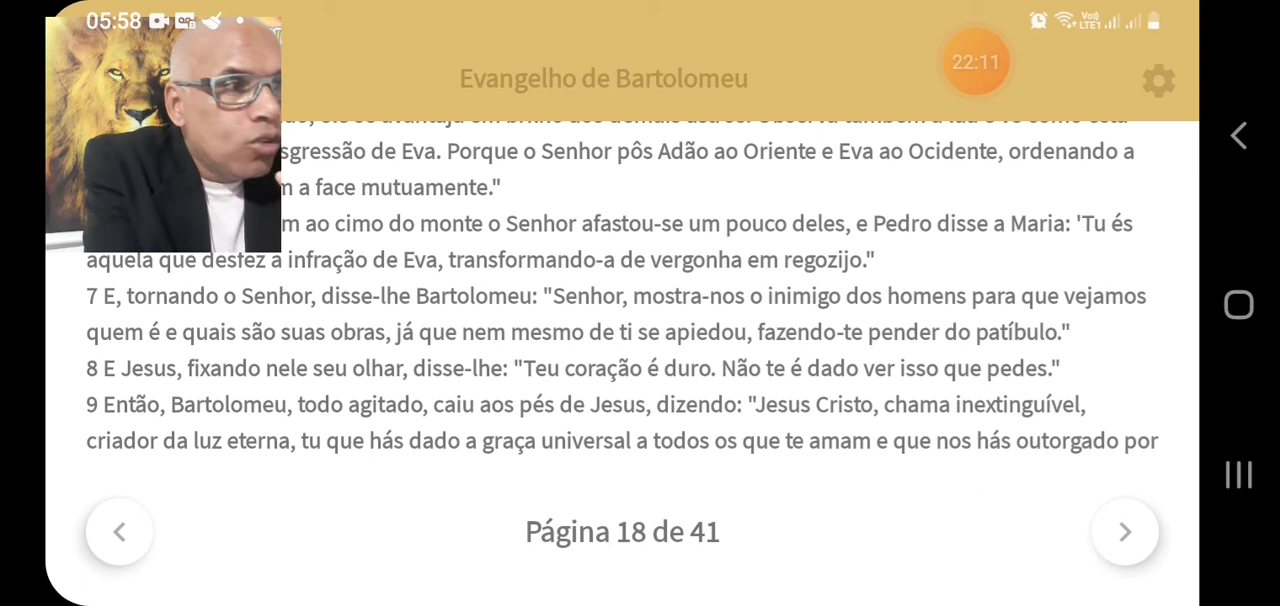 05:58
Vo))
LTE1
22:11
Evangelho de Bartolomeu
sgressão de Eva. Porque o Senhor pôs Adão ao Oriente e Eva ao Ocidente, ordenando a
a face mutuamente."
ao cimo do monte o Senhor afastou-se um pouco deles, e Pedro disse a Maria: 'Tu és
aquela que desfez a infração de Eva, transformando-a de vergonha em regozijo."
7 E, tornando o Senhor, disse-lhe Bartolomeu: "Senhor, mostra-nos o inimigo dos homens para que vejamos
quem é e quais são suas obras, já que nem mesmo de ti se apiedou, fazendo-te pender do patíbulo."
8 E Jesus, fixando nele seu olhar, disse-lhe: "Teu coração é duro. Não te é dado ver isso que pedes."
9 Então, Bartolomeu, todo agitado, caiu aos pés de Jesus, dizendo: "Jesus Cristo, chama inextinguível,
criador da luz eterna, tu que hás dado a graça universal a todos os que te amam e que nos hás outorgado por
Página 18 de 41